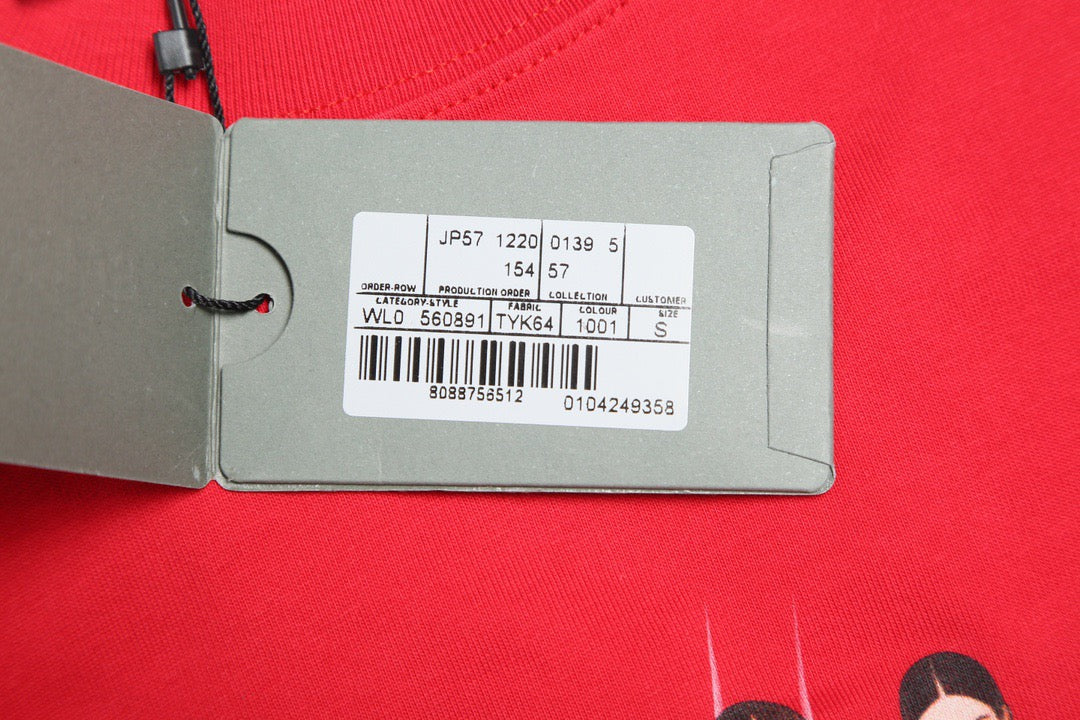 JP57 1220 0139 5
154 57
ORDER-ROW PRODUCTION ORDER COLLECTION CUSTOMER
CATEGORY-STYLE FABRIC COLOUR SIZE
WL0 560891 TYK64 1001 S
8088756512
0104249358